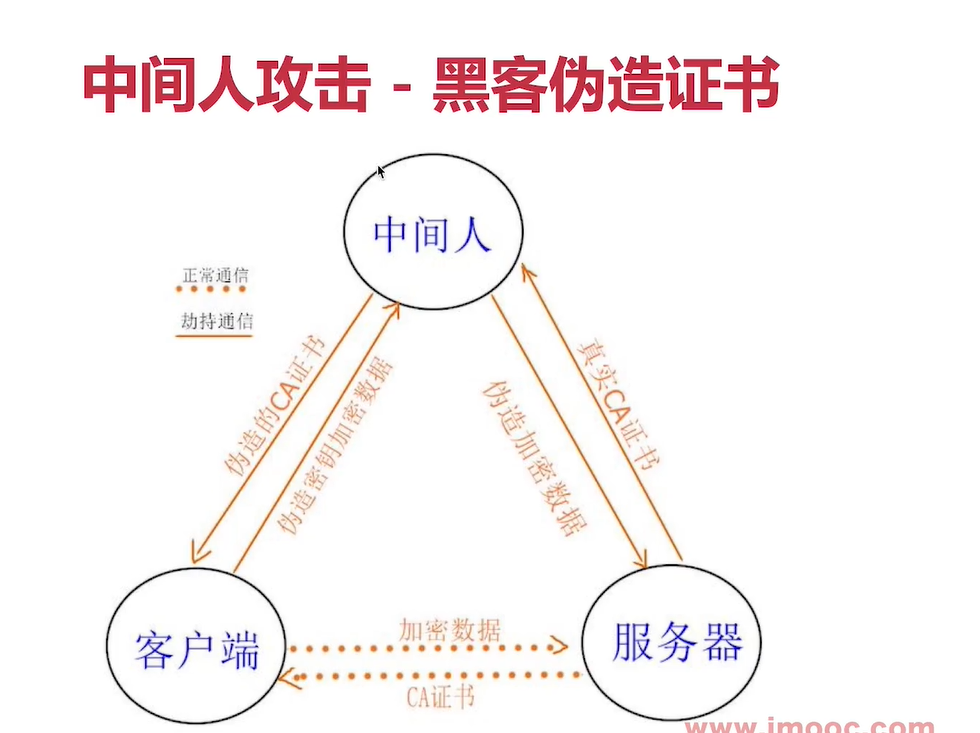 中间人攻击 - 黑客伪造证书
中间人
正常通信
劫持通信
伪造的CA证书
伪造密钥加密数据
伪造加密数据
真实CA证书
客户端
加密数据
CA证书
服务器
www.imooc.com